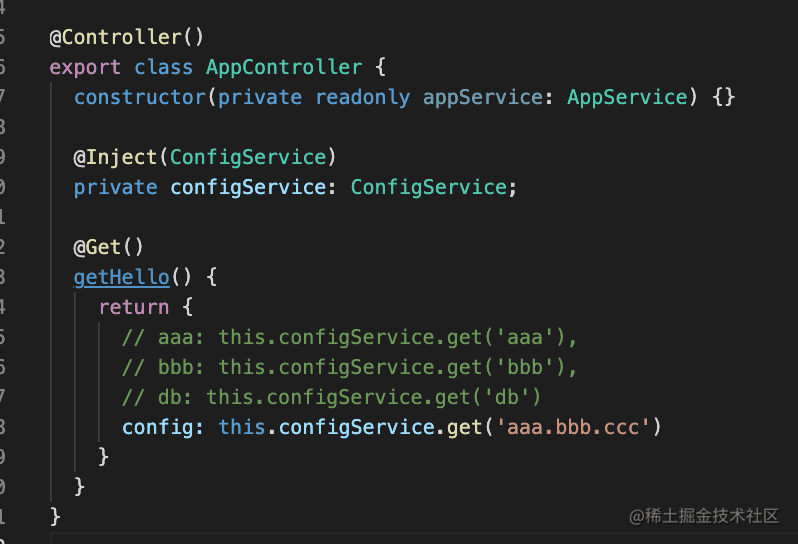 4
5 @Controller()
6 export class AppController {
7 constructor(private readonly appService: AppService) {}
8
9 @Inject(ConfigService)
0 private configService: ConfigService;
1
2 @Get()
3 getHello() {
4 return {
5 // aaa: this.configService.get('aaa'),
6 // bbb: this.configService.get('bbb'),
7 // db: this.configService.get('db')
8 config: this.configService.get('aaa.bbb.ccc')
9 }
0 }
1 }
@稀土掘金技术社区